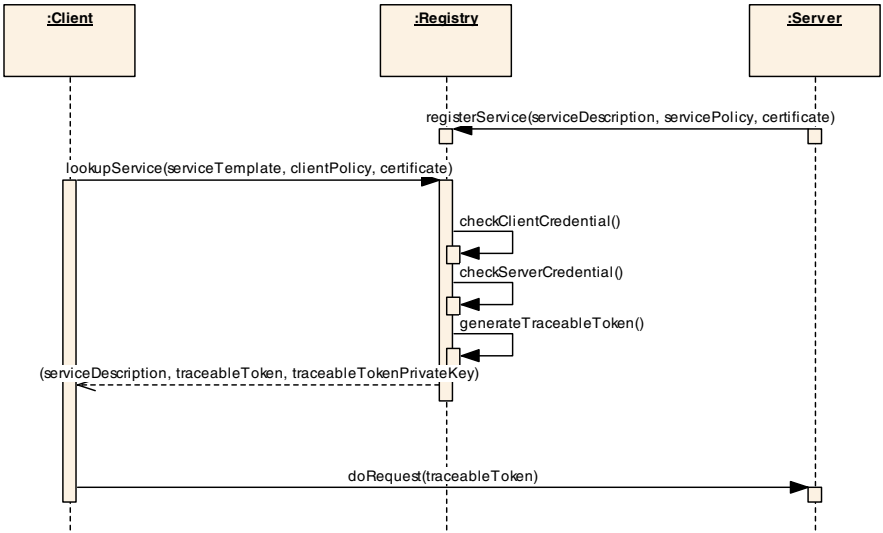 :Client
:Registry
:Server
registerService(serviceDescription, servicePolicy, certificate)
lookupService(serviceTemplate, clientPolicy, certificate)
checkClientCredential()
checkServerCredential()
generateTraceableToken()
(serviceDescription, traceableToken, traceableTokenPrivateKey)
doRequest(traceableToken)